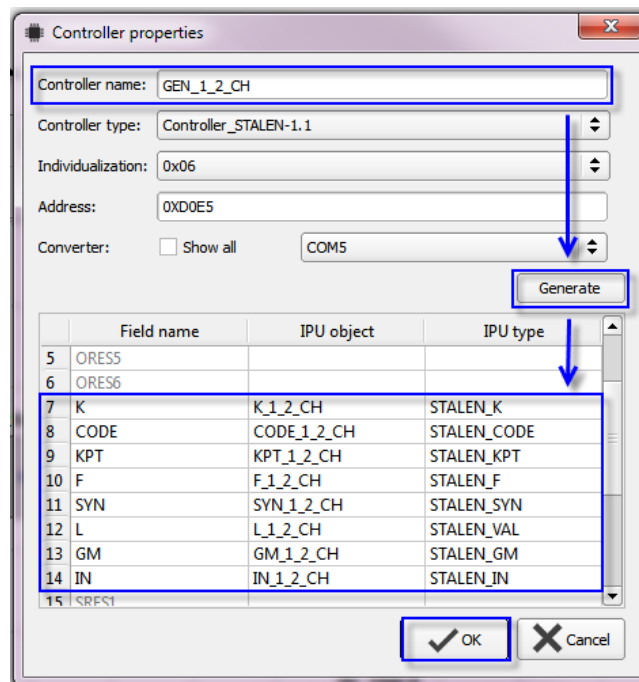 Controller properties
Controller name: GEN_1_2_CH
Controller type: Controller_STALEN-1.1
Individualization: 0x06
Address: 0XD0E5
Converter: Show all COM5
Generate
Field name IPU object IPU type
5 ORES5
6 ORES6
7 K K_1_2_CH STALEN_K
8 CODE CODE_1_2_CH STALEN_CODE
9 KPT KPT_1_2_CH STALEN_KPT
10 F F_1_2_CH STALEN_F
11 SYN SYN_1_2_CH STALEN_SYN
12 L L_1_2_CH STALEN_VAL
13 GM GM_1_2_CH STALEN_GM
14 IN IN_1_2_CH STALEN_IN
15 SRES1
OK Cancel